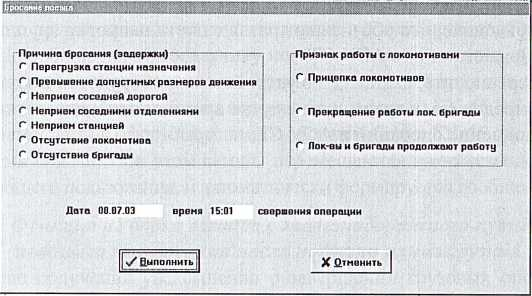 Бросание поезда
Причина бросания (задержки)
Перегрузка станции назначения
Превышение допустимых размеров движения
Неприем соседней дорогой
Неприем соседними отделениями
Неприем станцией
Отсутствие локомотива
Отсутствие бригады
Признак работы с локомотивами
Прицепка локомотивов
Прекращение работы лок. бригады
Лок-вы и бригады продолжают работу
Дата 08.07.03 время 15:01 свершения операции
Выполнить
Отменить